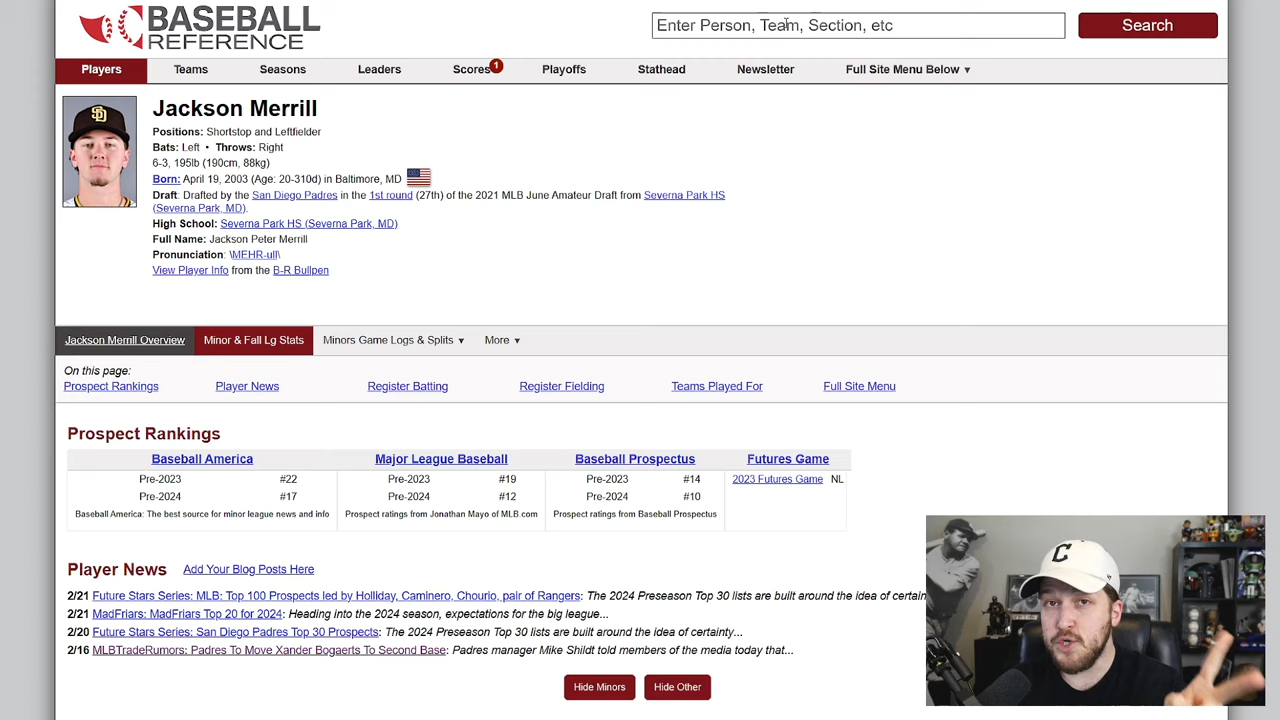 BASEBALL
REFERENCE
Enter Person, Team, Section, etc
Search
Players Teams Seasons Leaders Scores 1 Playoffs Stathead Newsletter Full Site Menu Below ▼
SD
Jackson Merrill
Positions: Shortstop and Leftfielder
Bats: Left • Throws: Right
6-3, 195lb (190cm, 88kg)
Born: April 19, 2003 (Age: 20-310d) in Baltimore, MD
Draft: Drafted by the San Diego Padres in the 1st round (27th) of the 2021 MLB June Amateur Draft from Severna Park HS
(Severna Park, MD).
High School: Severna Park HS (Severna Park, MD)
Full Name: Jackson Peter Merrill
Pronunciation: \MEHR-ull\
View Player Info from the B-R Bullpen
Jackson Merrill Overview Minor & Fall Lg Stats Minors Game Logs & Splits ▼ More ▼
On this page:
Prospect Rankings Player News Register Batting Register Fielding Teams Played For Full Site Menu
Prospect Rankings
Baseball America Major League Baseball Baseball Prospectus Futures Game
Pre-2023 #22 Pre-2023 #19 Pre-2023 #14 2023 Futures Game NL
Pre-2024 #17 Pre-2024 #12 Pre-2024 #10
Baseball America: The best source for minor league news and info Prospect ratings from Jonathan Mayo of MLB.com Prospect ratings from Baseball Prospectus
Player News Add Your Blog Posts Here
2/21 Future Stars Series: MLB: Top 100 Prospects led by Holliday, Caminero, Chourio, pair of Rangers: The 2024 Preseason Top 30 lists are built around the idea of certain
2/21 MadFriars: MadFriars Top 20 for 2024: Heading into the 2024 season, expectations for the big league...
2/20 Future Stars Series: San Diego Padres Top 30 Prospects: The 2024 Preseason Top 30 lists are built around the idea of certainty...
2/16 MLBTradeRumors: Padres To Move Xander Bogaerts To Second Base: Padres manager Mike Shildt told members of the media today that...
Hide Minors Hide Other
C